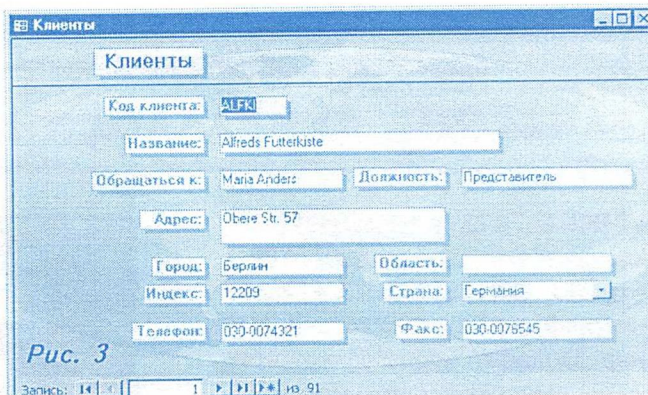 Клиенты
Клиенты
Код клиента: ALFKI
Название: Alfreds Futterkiste
Обращаться к: Maria Anders Должность: Представитель
Адрес: Obere Str. 57
Город: Берлин Область:
Индекс: 12209 Страна: Германия
Телефон: 030-0074321 Факс: 030-0076545
Рис. 3
Запись: 1 из 91